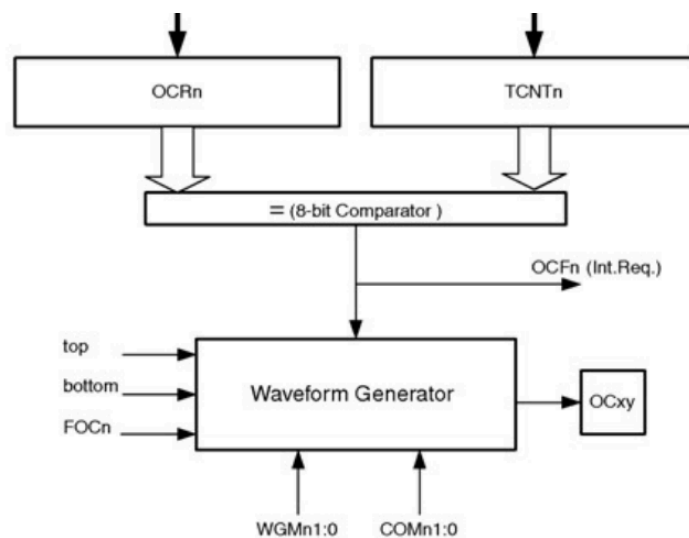 OCRn
TCNTn
= (8-bit Comparator )
OCFn (Int.Req.)
top
bottom
FOCn
Waveform Generator
OCxy
WGMn1:0
COMn1:0